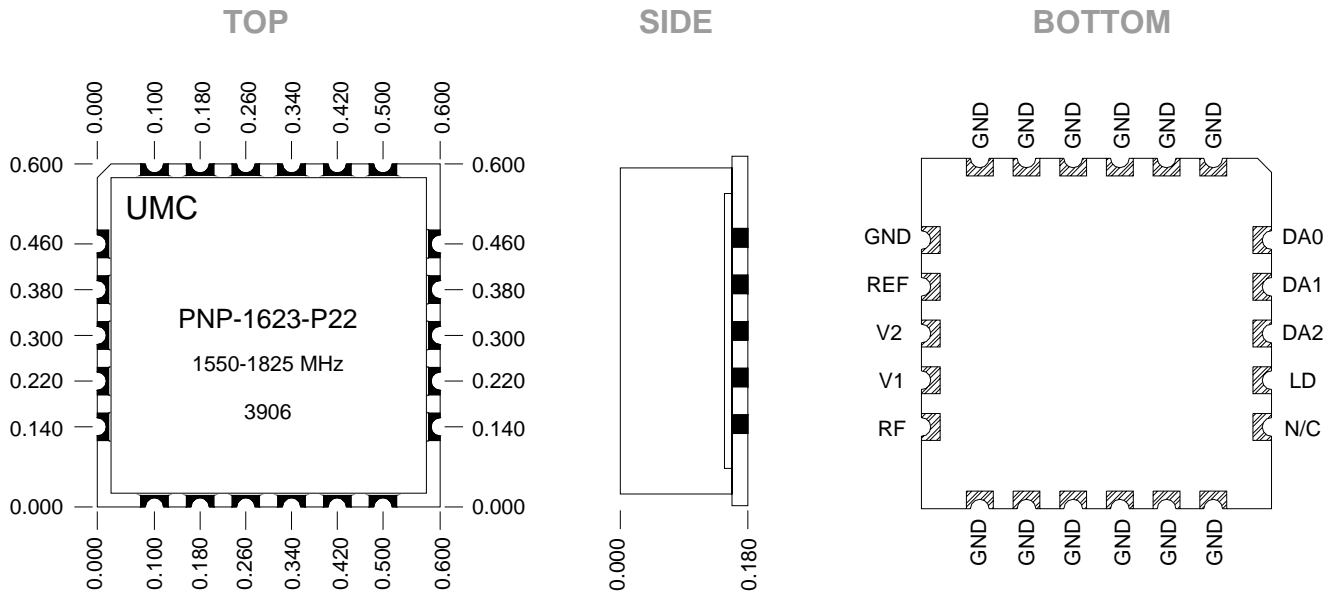 TOP
SIDE
BOTTOM
0.000
0.100
0.180
0.260
0.340
0.420
0.500
0.600
0.600
0.460
0.380
0.300
0.220
0.140
0.000
UMC
PNP-1623-P22
1550-1825 MHz
3906
0.600
0.460
0.380
0.300
0.220
0.140
0.000
0.000
0.100
0.180
0.260
0.340
0.420
0.500
0.600
0.000
0.180
GND
GND
GND
GND
GND
GND
GND
REF
V2
V1
RF
DA0
DA1
DA2
LD
N/C
GND
GND
GND
GND
GND
GND